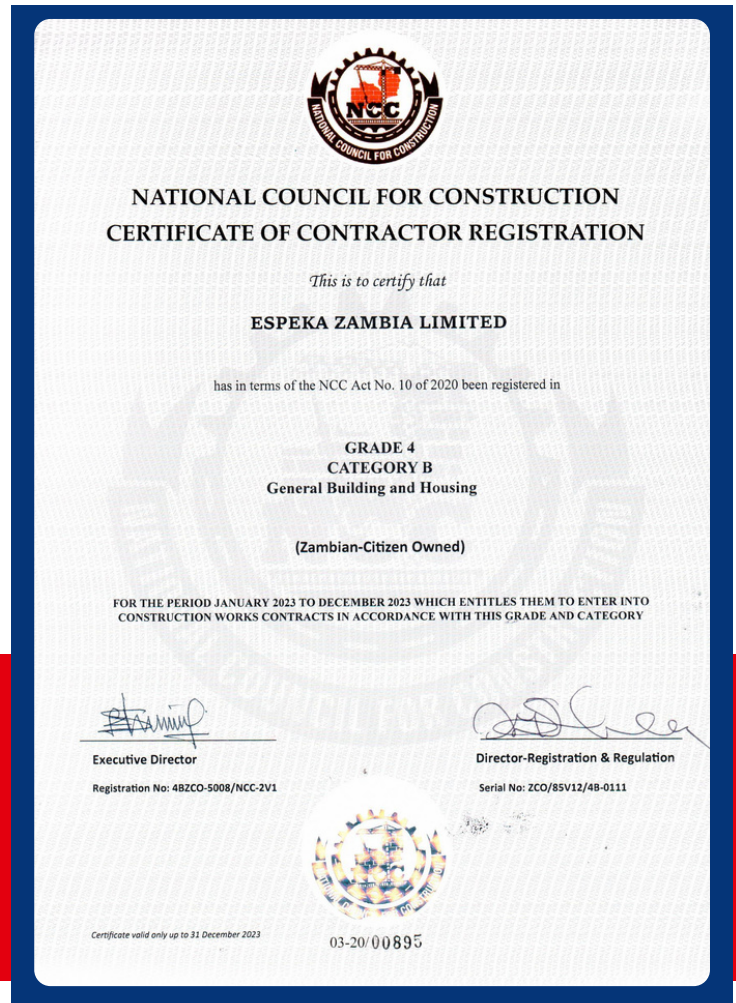 NCC
NATIONAL COUNCIL FOR CONSTRUCTION
NATIONAL COUNCIL FOR CONSTRUCTION
CERTIFICATE OF CONTRACTOR REGISTRATION
This is to certify that
ESPEKA ZAMBIA LIMITED
has in terms of the NCC Act No. 10 of 2020 been registered in
GRADE 4
CATEGORY B
General Building and Housing
(Zambian-Citizen Owned)
FOR THE PERIOD JANUARY 2023 TO DECEMBER 2023 WHICH ENTITLES THEM TO ENTER INTO
CONSTRUCTION WORKS CONTRACTS IN ACCORDANCE WITH THIS GRADE AND CATEGORY
Executive Director
Director-Registration & Regulation
Registration No: 4BZCO-5008/NCC-2V1
Serial No: ZCO/85V12/4B-0111
Certificate valid only up to 31 December 2023
03-20/00895